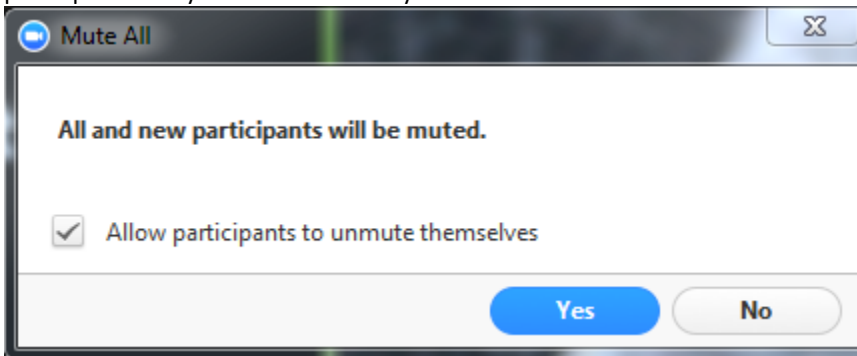 Mute All
All and new participants will be muted.
Allow participants to unmute themselves
Yes No